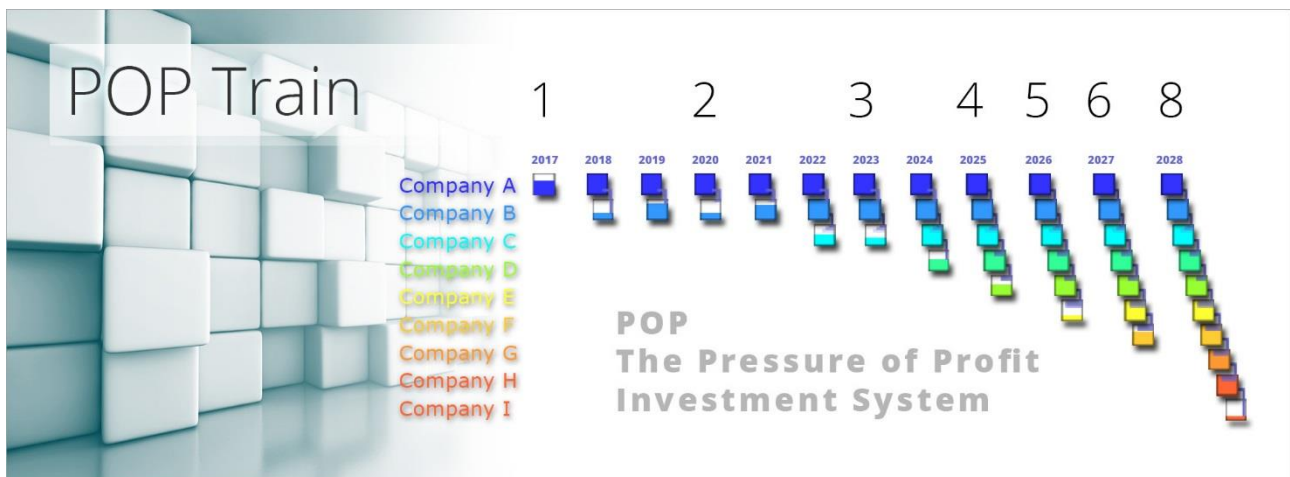 POP Train
1 2 3 4 5 6 8
2017 2018 2019 2020 2021 2022 2023 2024 2025 2026 2027 2028
Company A
Company B
Company C
Company D
Company E
Company F
Company G
Company H
Company I
POP
The Pressure of Profit
Investment System